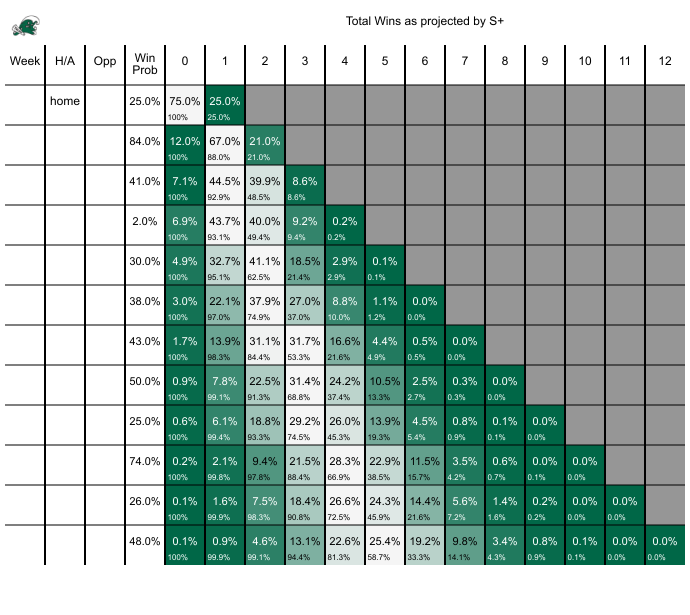 Total Wins as projected by S+
Week H/A Opp Win Prob 0 1 2 3 4 5 6 7 8 9 10 11 12
home 25.0% 75.0% 25.0%
100% 25.0%
84.0% 12.0% 67.0% 21.0%
100% 88.0% 21.0%
41.0% 7.1% 44.5% 39.9% 8.6%
100% 92.9% 48.5% 8.6%
2.0% 6.9% 43.7% 40.0% 9.2% 0.2%
100% 93.1% 49.4% 9.4% 0.2%
30.0% 4.9% 32.7% 41.1% 18.5% 2.9% 0.1%
100% 95.1% 62.5% 21.4% 2.9% 0.1%
38.0% 3.0% 22.1% 37.9% 27.0% 8.8% 1.1% 0.0%
100% 97.0% 74.9% 37.0% 10.0% 1.2% 0.0%
43.0% 1.7% 13.9% 31.1% 31.7% 16.6% 4.4% 0.5% 0.0%
100% 98.3% 84.4% 53.3% 21.6% 4.9% 0.5% 0.0%
50.0% 0.9% 7.8% 22.5% 31.4% 24.2% 10.5% 2.5% 0.3% 0.0%
100% 99.1% 91.3% 68.8% 37.4% 13.3% 2.7% 0.3% 0.0%
25.0% 0.6% 6.1% 18.8% 29.2% 26.0% 13.9% 4.5% 0.8% 0.1% 0.0%
100% 99.4% 93.3% 74.5% 45.3% 19.3% 5.4% 0.9% 0.1% 0.0%
74.0% 0.2% 2.1% 9.4% 21.5% 28.3% 22.9% 11.5% 3.5% 0.6% 0.0% 0.0%
100% 99.8% 97.8% 88.4% 66.9% 38.5% 15.7% 4.2% 0.7% 0.1% 0.0%
26.0% 0.1% 1.6% 7.5% 18.4% 26.6% 24.3% 14.4% 5.6% 1.4% 0.2% 0.0% 0.0%
100% 99.9% 98.3% 90.8% 72.5% 45.9% 21.6% 7.2% 1.6% 0.2% 0.0% 0.0%
48.0% 0.1% 0.9% 4.6% 13.1% 22.6% 25.4% 19.2% 9.8% 3.4% 0.8% 0.1% 0.0% 0.0%
100% 99.9% 99.1% 94.4% 81.3% 58.7% 33.3% 14.1% 4.3% 0.9% 0.1% 0.0% 0.0%